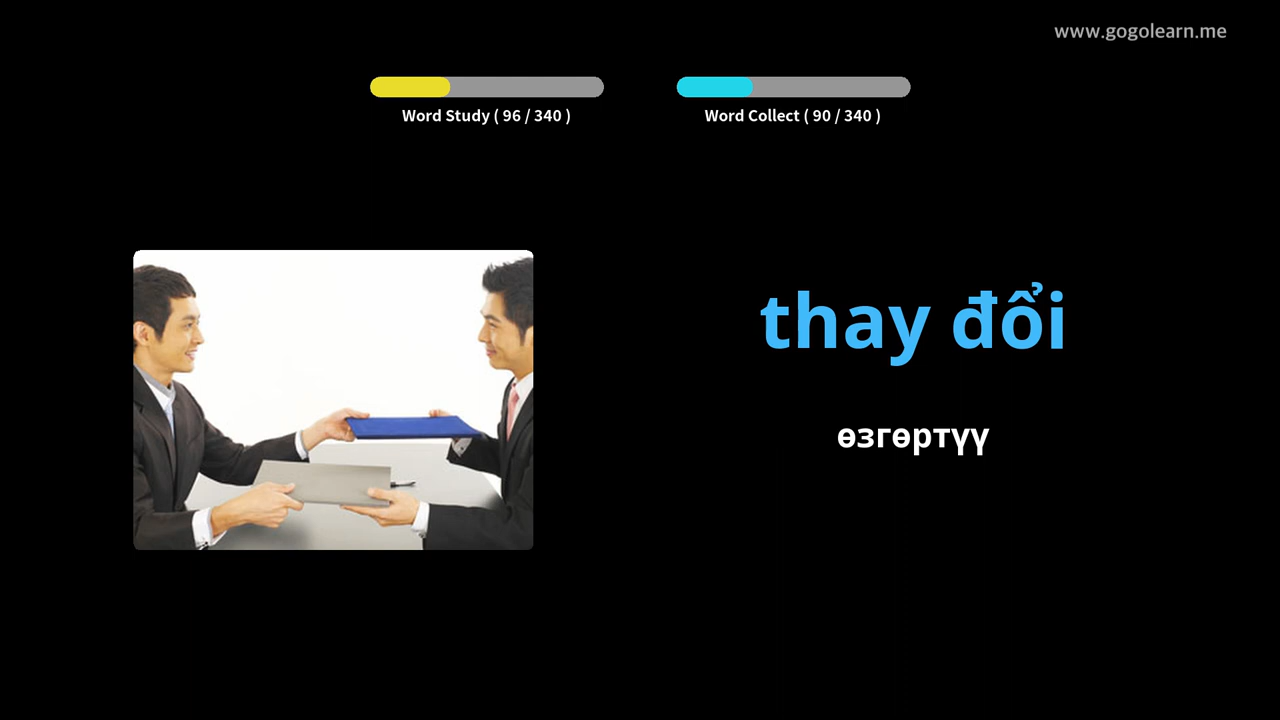 www.gogolearn.me
Word Study ( 96 / 340 )
Word Collect ( 90 / 340 )
thay đổi
өзгөртүү